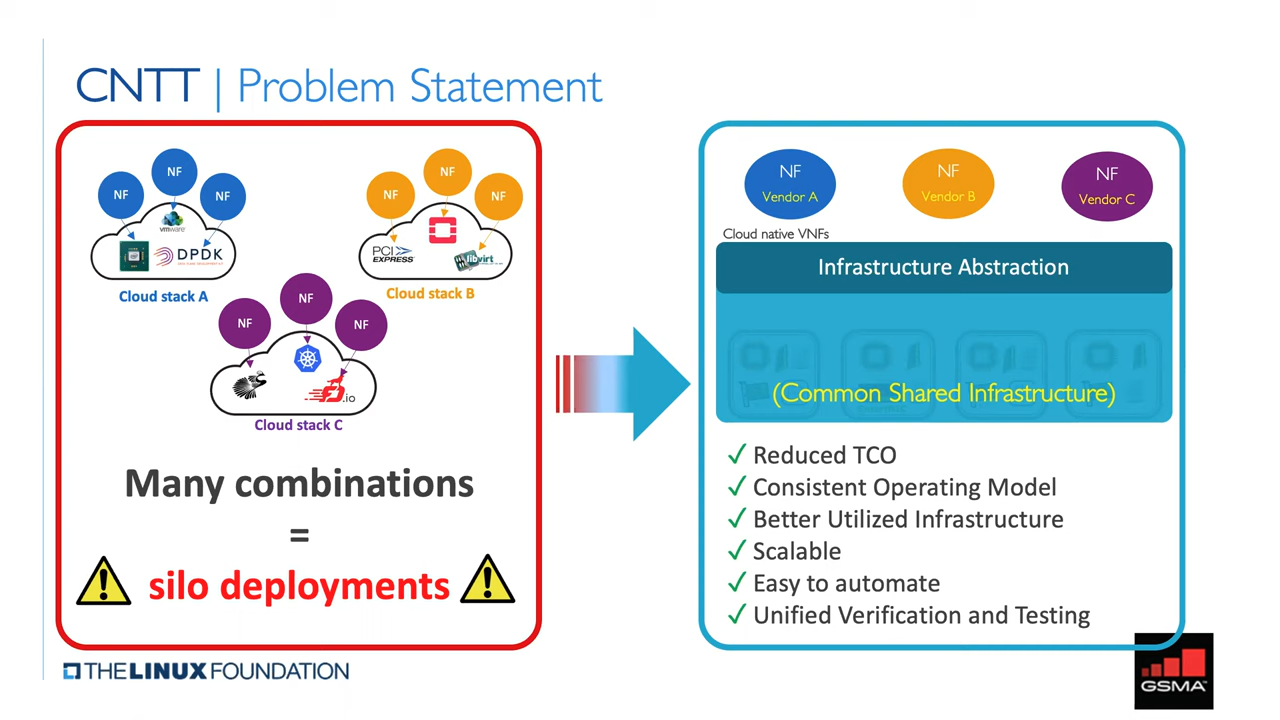 CNTT | Problem Statement
NF
NF
NF
vmware
DPDK
Cloud stack A
NF
NF
NF
PCI
EXPRESS
libvirt
Cloud stack B
NF
NF
NF
FD.io
Cloud stack C
Many combinations
=
silo deployments
NF
Vendor A
NF
Vendor B
NF
Vendor C
Cloud native VNFs
Infrastructure Abstraction
(Common Shared Infrastructure)
✓ Reduced TCO
✓ Consistent Operating Model
✓ Better Utilized Infrastructure
✓ Scalable
✓ Easy to automate
✓ Unified Verification and Testing
THE LINUX FOUNDATION
GSMA™